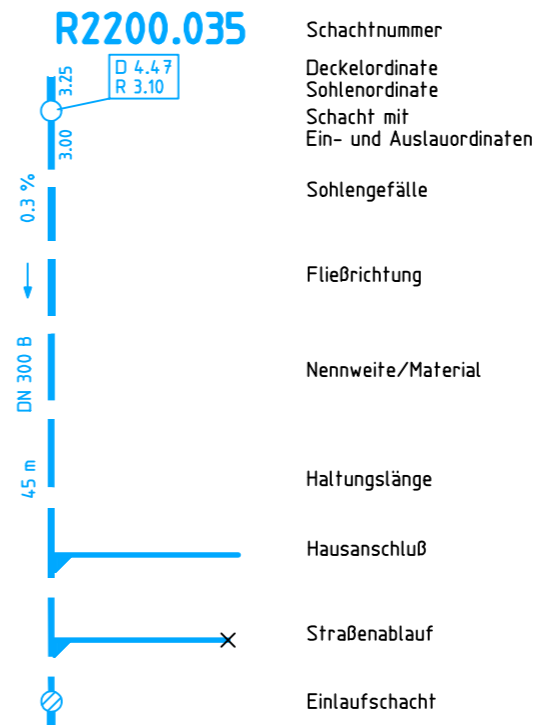 R2200.035 Schachtnummer
D 4.47 Deckelordinate
R 3.10 Sohlenordinate
3.25
Schacht mit
3.00 Ein- und Auslauordinaten
0.3 % Sohlengefälle
Fließrichtung
DN 300 B Nennweite/Material
45 m Haltungslänge
Hausanschluß
Straßenablauf
Einlaufschacht